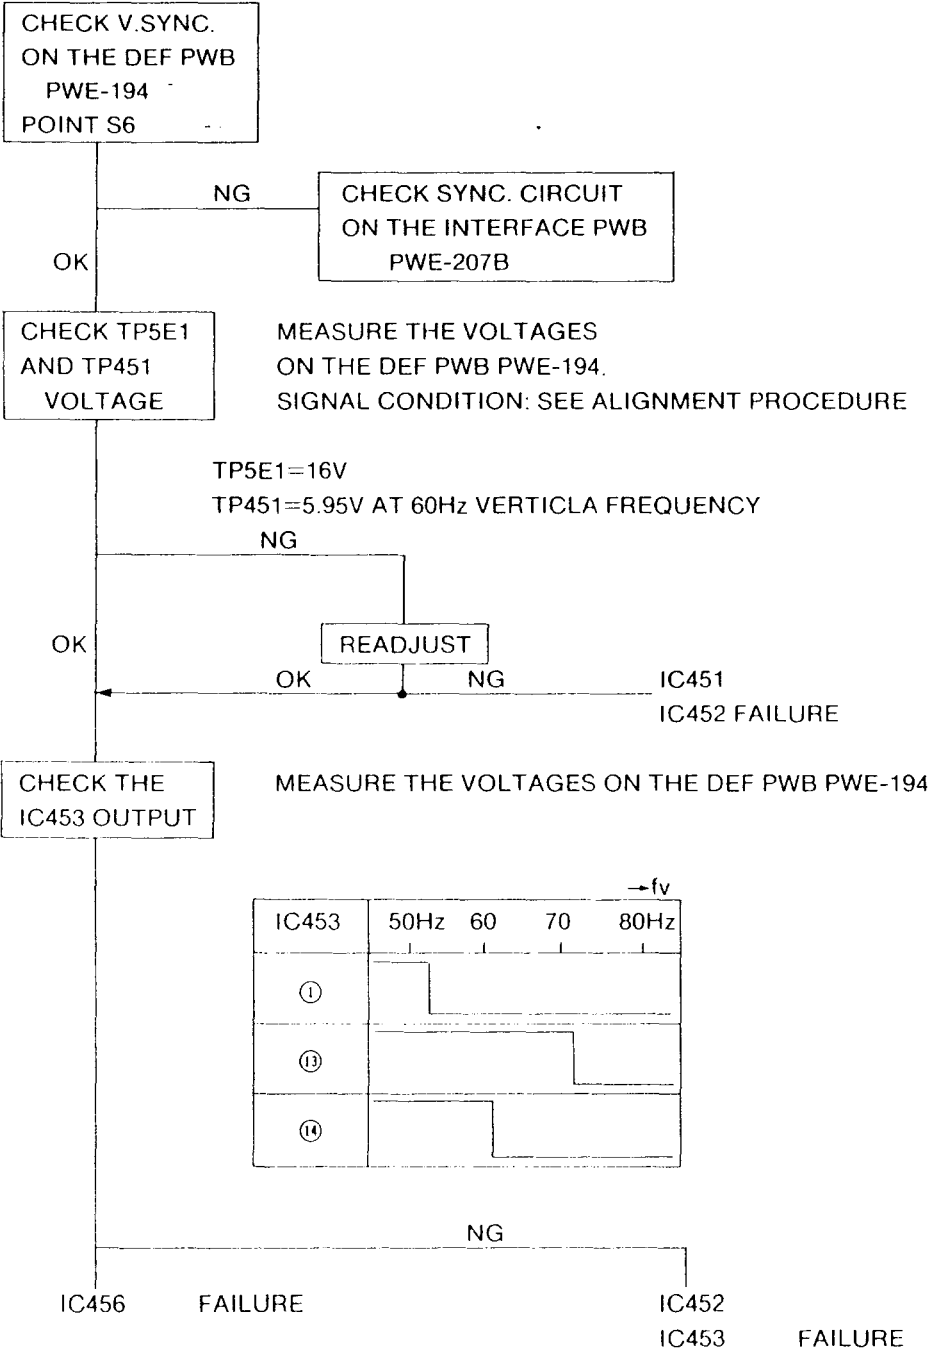 CHECK V.SYNC.
ON THE DEF PWB
PWE-194
POINT S6
NG
CHECK SYNC. CIRCUIT
ON THE INTERFACE PWB
PWE-207B
OK
CHECK TP5E1
AND TP451
VOLTAGE
MEASURE THE VOLTAGES
ON THE DEF PWB PWE-194.
SIGNAL CONDITION: SEE ALIGNMENT PROCEDURE
TP5E1=16V
TP451=5.95V AT 60Hz VERTICLA FREQUENCY
NG
OK
READJUST
OK
NG
IC451
IC452 FAILURE
CHECK THE
IC453 OUTPUT
MEASURE THE VOLTAGES ON THE DEF PWB PWE-194
→fv
IC453 50Hz 60 70 80Hz
①
⑬
⑭
NG
IC456 FAILURE
IC452
IC453 FAILURE